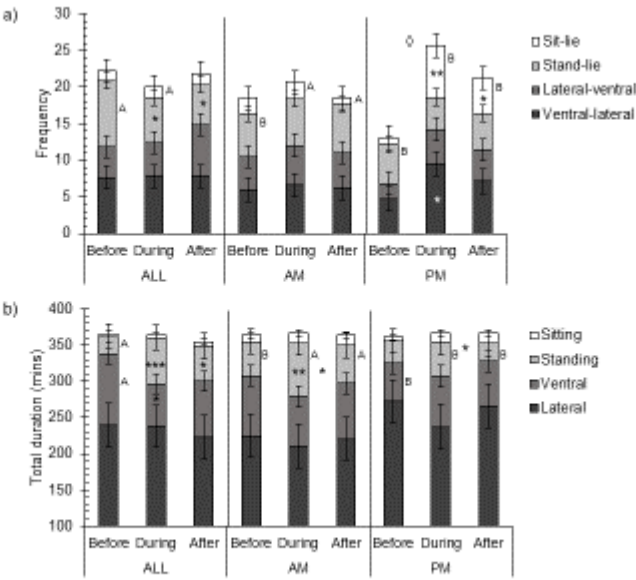 a)
30
25
20
15
10
5
0
Frequency
A A * * B A A * ◊ ** B B * B *
Before During After Before During After Before During After
ALL AM PM
Sit-lie
Stand-lie
Lateral-ventral
Ventral-lateral
b)
400
350
300
250
200
150
100
Total duration (mins)
A A *** * * B A ** * A B B * B
Before During After Before During After Before During After
ALL AM PM
Sitting
Standing
Ventral
Lateral